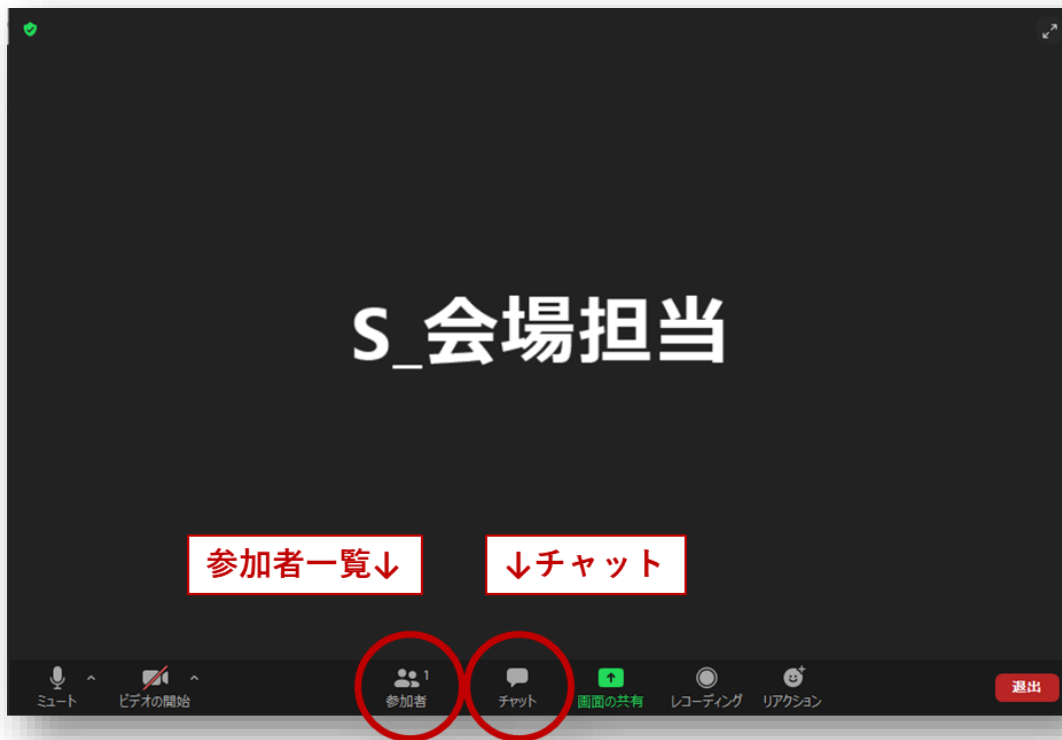 S_会場担当
参加者一覧↓
↓チャット
ミュート
ビデオの開始
1
参加者
チャット
画面の共有
レコーディング
リアクション
退出